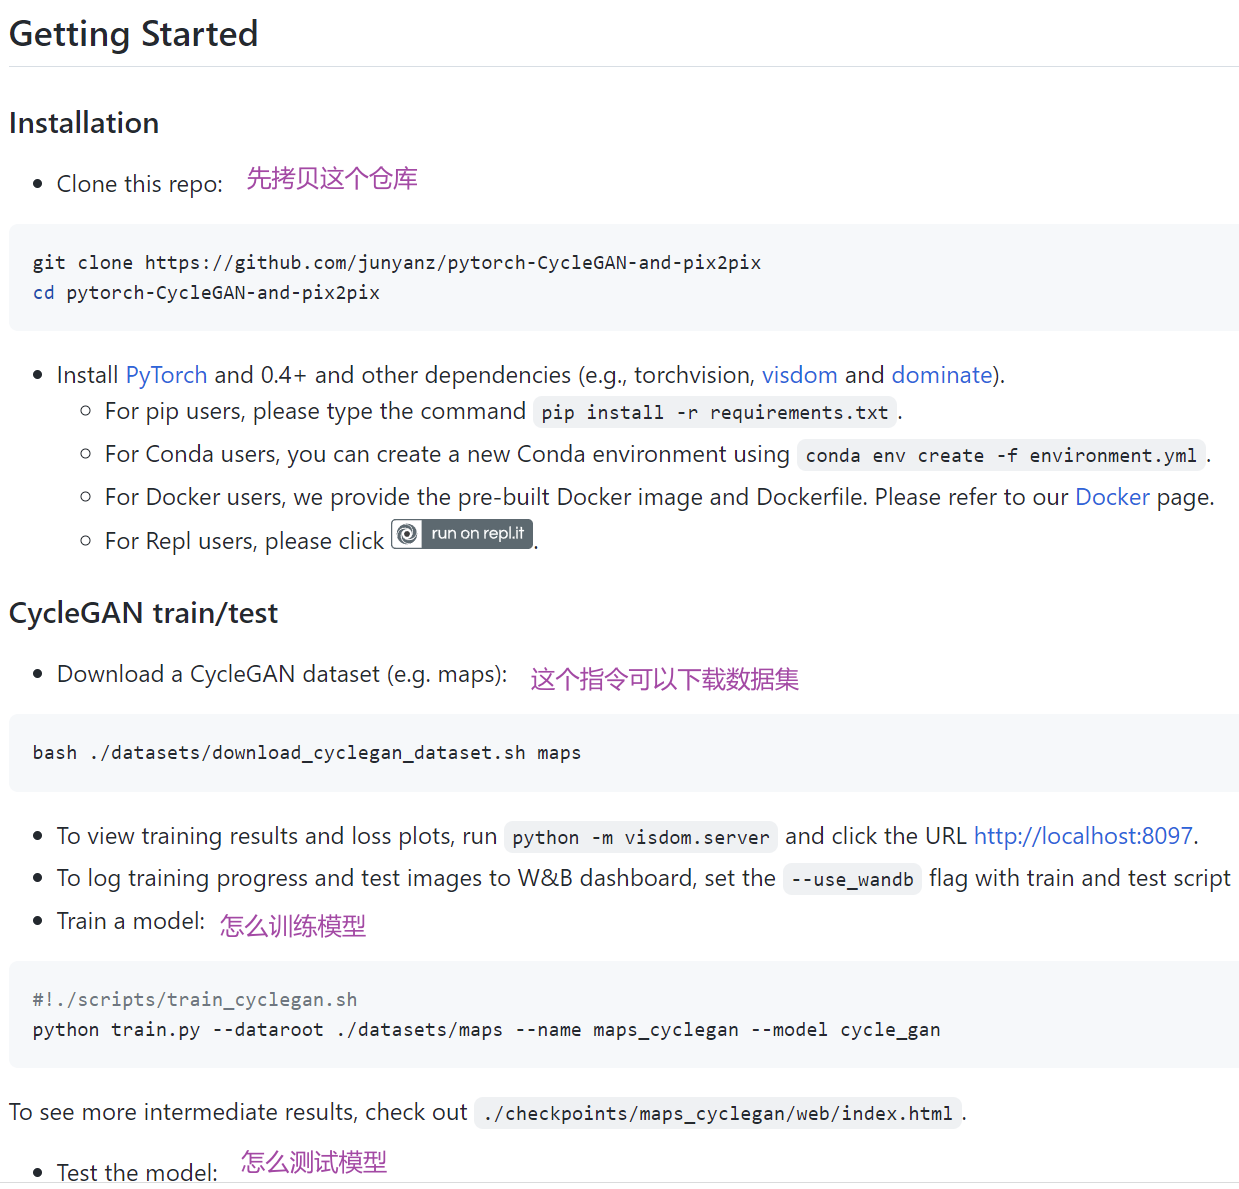 Getting Started
Installation
Clone this repo: 先拷贝这个仓库
git clone https://github.com/junyanz/pytorch-CycleGAN-and-pix2pix
cd pytorch-CycleGAN-and-pix2pix
Install PyTorch and 0.4+ and other dependencies (e.g., torchvision, visdom and dominate).
For pip users, please type the command pip install -r requirements.txt.
For Conda users, you can create a new Conda environment using conda env create -f environment.yml.
For Docker users, we provide the pre-built Docker image and Dockerfile. Please refer to our Docker page.
For Repl users, please click run on repl.it.
CycleGAN train/test
Download a CycleGAN dataset (e.g. maps): 这个指令可以下载数据集
bash ./datasets/download_cyclegan_dataset.sh maps
To view training results and loss plots, run python -m visdom.server and click the URL http://localhost:8097.
To log training progress and test images to W&B dashboard, set the --use_wandb flag with train and test script
Train a model: 怎么训练模型
#!./scripts/train_cyclegan.sh
python train.py --dataroot ./datasets/maps --name maps_cyclegan --model cycle_gan
To see more intermediate results, check out ./checkpoints/maps_cyclegan/web/index.html.
Test the model: 怎么测试模型